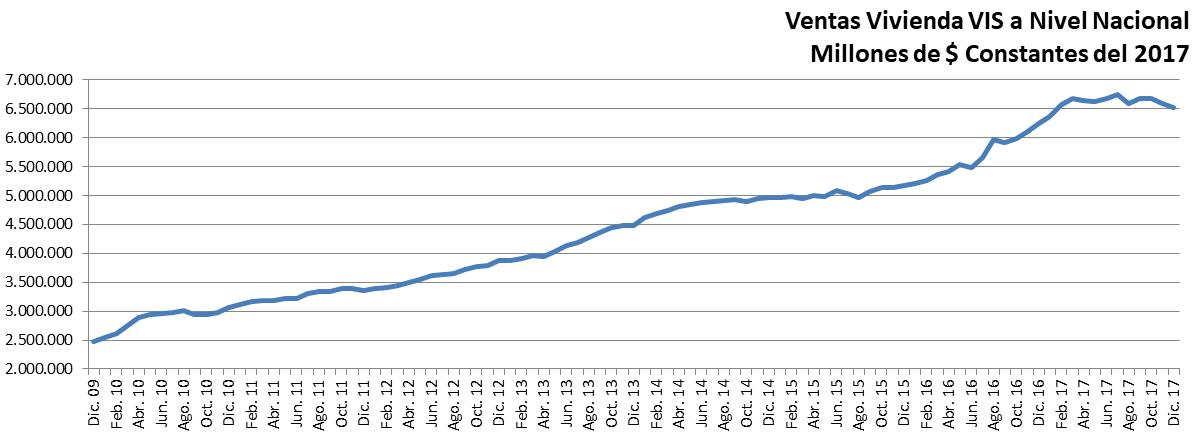 Ventas Vivienda VIS a Nivel Nacional
Millones de $ Constantes del 2017
7.000.000
6.500.000
6.000.000
5.500.000
5.000.000
4.500.000
4.000.000
3.500.000
3.000.000
2.500.000
2.000.000
Dic. 09
Feb. 10
Abr. 10
Jun. 10
Ago. 10
Oct. 10
Dic. 10
Feb. 11
Abr. 11
Jun. 11
Ago. 11
Oct. 11
Dic. 11
Feb. 12
Abr. 12
Jun. 12
Ago. 12
Oct. 12
Dic. 12
Feb. 13
Abr. 13
Jun. 13
Ago. 13
Oct. 13
Dic. 13
Feb. 14
Abr. 14
Jun. 14
Ago. 14
Oct. 14
Dic. 14
Feb. 15
Abr. 15
Jun. 15
Ago. 15
Oct. 15
Dic. 15
Feb. 16
Abr. 16
Jun. 16
Ago. 16
Oct. 16
Dic. 16
Feb. 17
Abr. 17
Jun. 17
Ago. 17
Oct. 17
Dic. 17